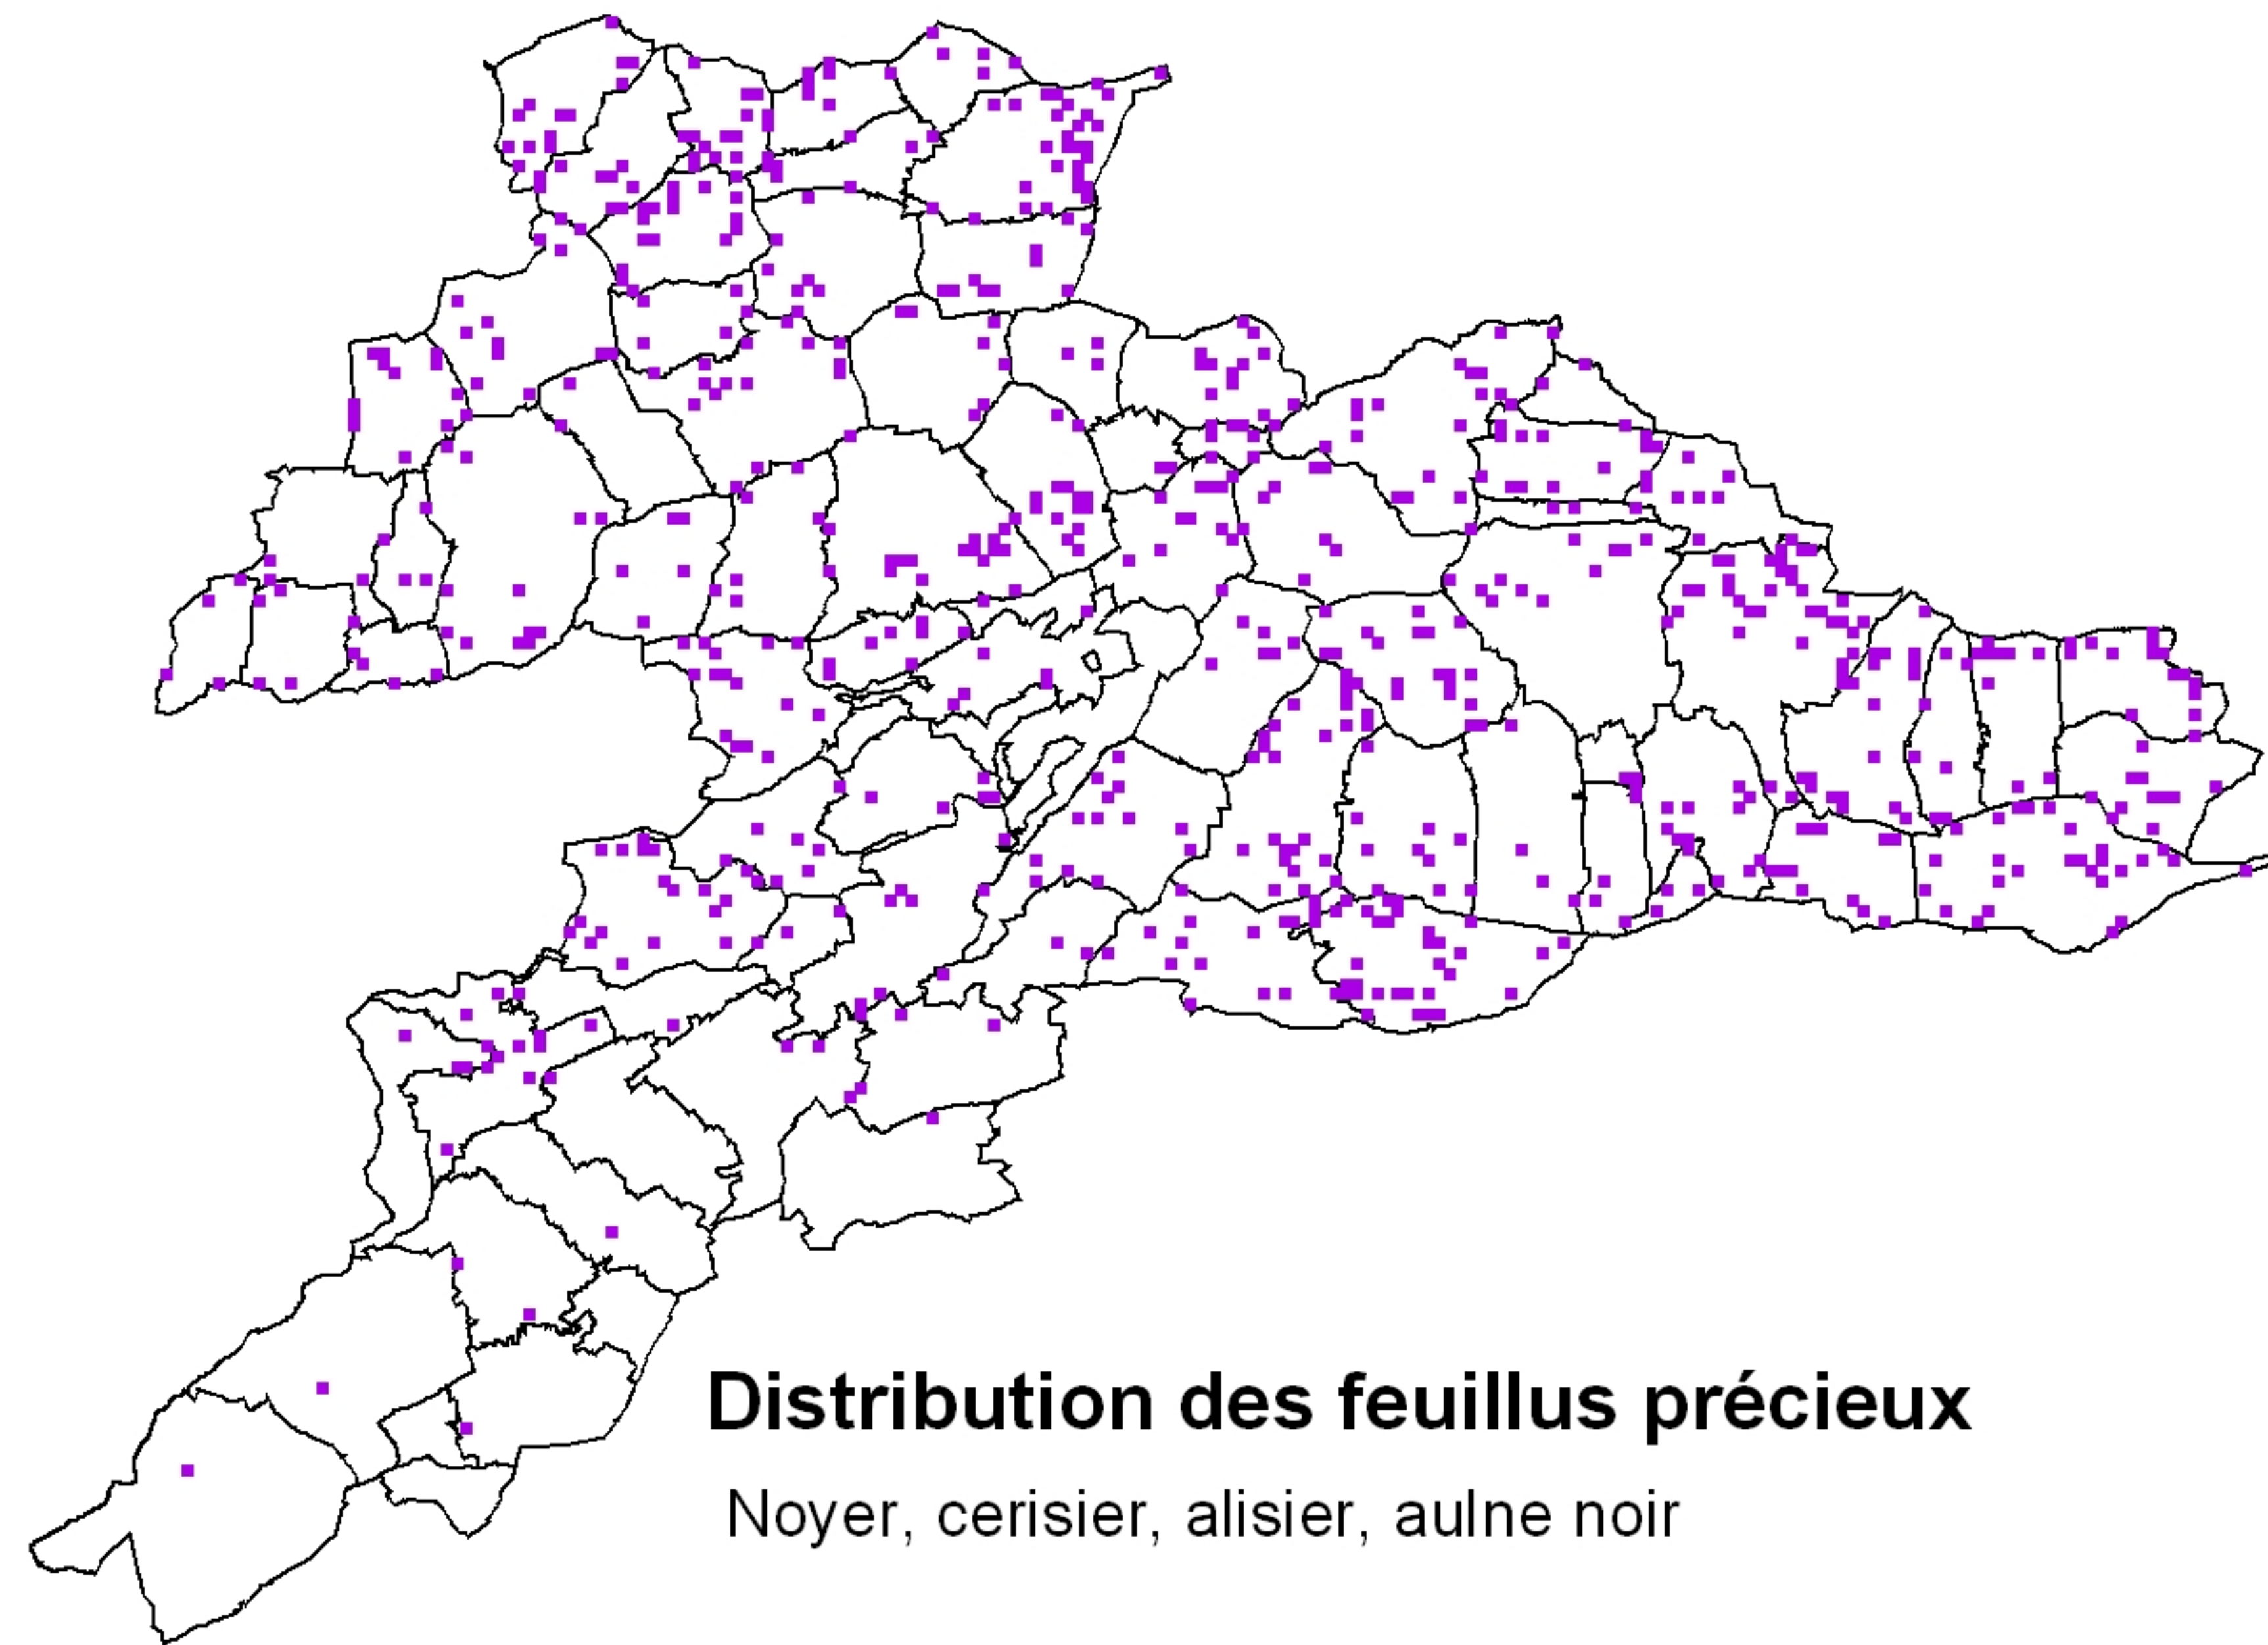 Distribution des feuillus précieux
Noyer, cerisier, alisier, aulne noir